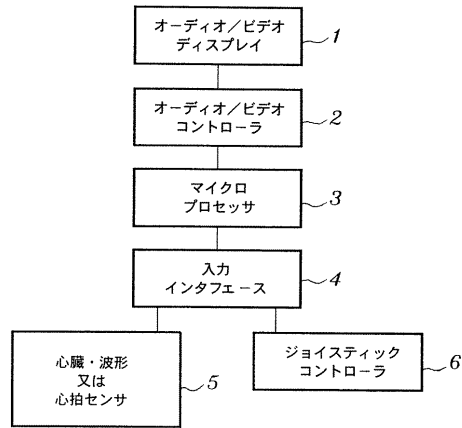 オーディオ／ビデオ
ディスプレイ
1
オーディオ／ビデオ
コントローラ
2
マイクロ
プロセッサ
3
入力
インタフェース
4
心臓・波形
又は
心拍センサ
5
ジョイスティック
コントローラ
6